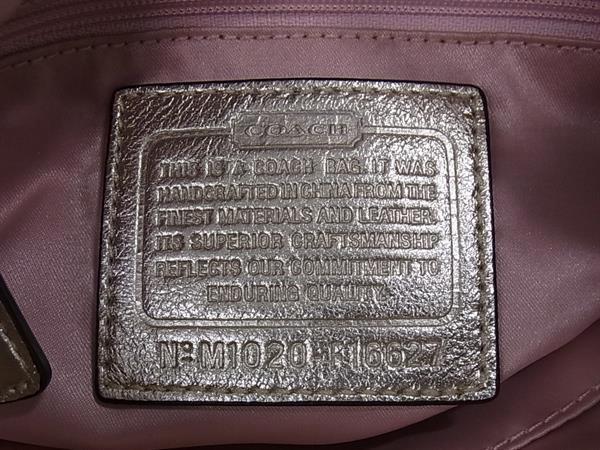 COACH
THIS IS A COACH BAG. IT WAS
HANDCRAFTED IN CHINA FROM THE
FINEST MATERIALS AND LEATHER.
ITS SUPERIOR CRAFTSMANSHIP
REFLECTS OUR COMMITMENT TO
ENDURING QUALITY.
No M1020-F16627